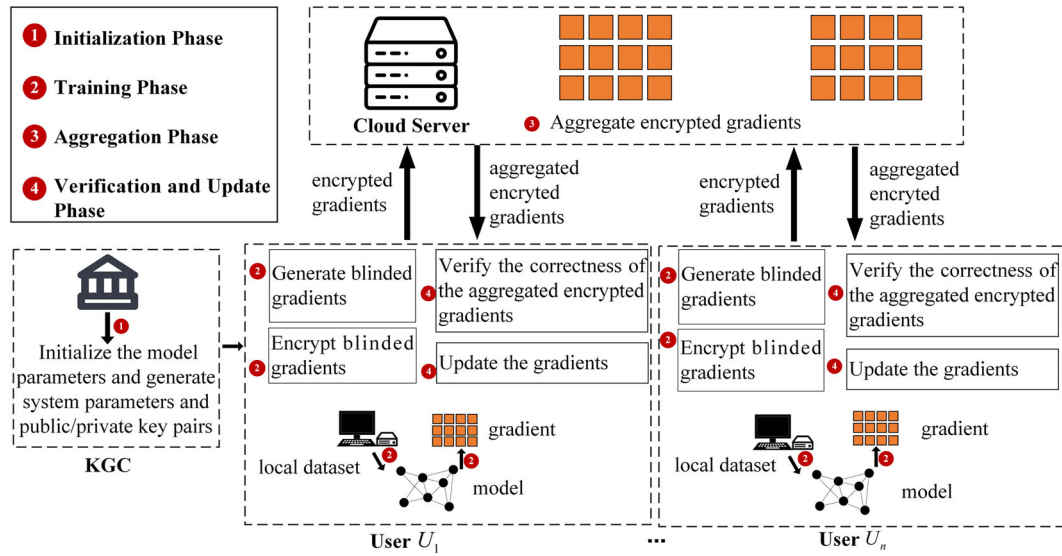 1 Initialization Phase
2 Training Phase
3 Aggregation Phase
4 Verification and Update
Phase
Cloud Server
3 Aggregate encrypted gradients
encrypted
gradients
aggregated
encryted
gradients
encrypted
gradients
aggregated
encryted
gradients
1
Initialize the model
parameters and generate
system parameters and
public/private key pairs
KGC
2 Generate blinded
gradients
4 Verify the correctness of
the aggregated encrypted
gradients
2 Encrypt blinded
gradients
4 Update the gradients
gradient
2
2
local dataset
model
User U1
...
2 Generate blinded
gradients
4 Verify the correctness of
the aggregated encrypted
gradients
2 Encrypt blinded
gradients
4 Update the gradients
gradient
2
2
local dataset
model
User Un